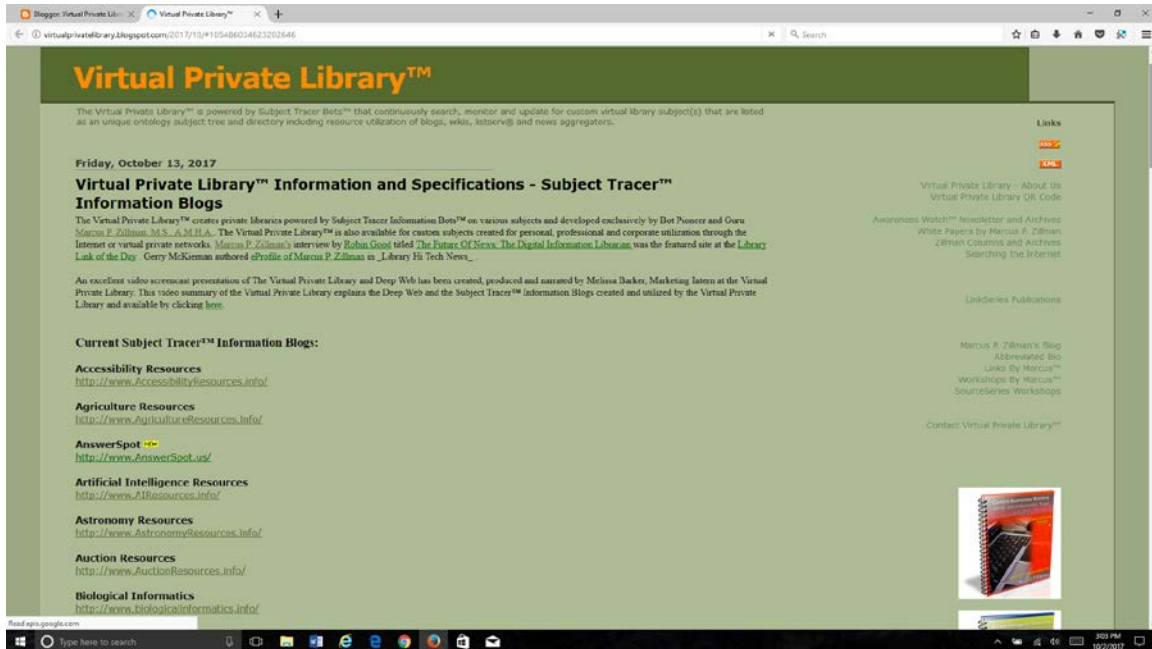 Blogger: Virtual Private Libr
Virtual Private Library™
virtualprivatelibrary.blogspot.com/2017/10/#105486034623202646
Search
Virtual Private Library™
The Virtual Private Library™ is powered by Subject Tracer Bots™ that continuously search, monitor and update for custom virtual library subject(s) that are listed
as an unique ontology subject tree and directory including resource utilization of blogs, wikis, listserv® and news aggregators.
Links
RSS
XML
Virtual Private Library - About Us
Virtual Private Library QR Code
Awareness Watch™ Newsletter and Archives
White Papers by Marcus P. Zillman
Zillman Columns and Archives
Searching the Internet
LinkSeries Publications
Marcus P. Zillman's Blog
Abbreviated Bio
Links By Marcus™
Workshops By Marcus™
SourceSeries Workshops
Contact Virtual Private Library™
Friday, October 13, 2017
Virtual Private Library™ Information and Specifications - Subject Tracer™
Information Blogs
The Virtual Private Library™ creates private libraries powered by Subject Tracer Information Bots™ on various subjects and developed exclusively by Bot Pioneer and Guru
Marcus P. Zillman, M.S., A.M.H.A.. The Virtual Private Library™ is also available for custom subjects created for personal, professional and corporate utilization through the
Internet or virtual private networks. Marcus P. Zillman's interview by Robin Good titled The Future Of News: The Digital Information Librarian was the featured site at the Library
Link of the Day. Gerry McKiernan authored eProfile of Marcus P. Zillman in _Library Hi Tech News_ .
An excellent video screencast presentation of The Virtual Private Library and Deep Web has been created, produced and narrated by Melissa Barker, Marketing Intern at the Virtual
Private Library. This video summary of the Virtual Private Library explains the Deep Web and the Subject Tracer™ Information Blogs created and utilized by the Virtual Private
Library and available by clicking here.
Current Subject Tracer™ Information Blogs:
Accessibility Resources
http://www.AccessibilityResources.info/
Agriculture Resources
http://www.AgricultureResources.info/
AnswerSpot NEW
http://www.AnswerSpot.us/
Artificial Intelligence Resources
http://www.AIResources.info/
Astronomy Resources
http://www.AstronomyResources.info/
Auction Resources
http://www.AuctionResources.info/
Biological Informatics
http://www.biologicalinformatics.info/
Read apis.google.com
Type here to search
3:03 PM
10/2/2017